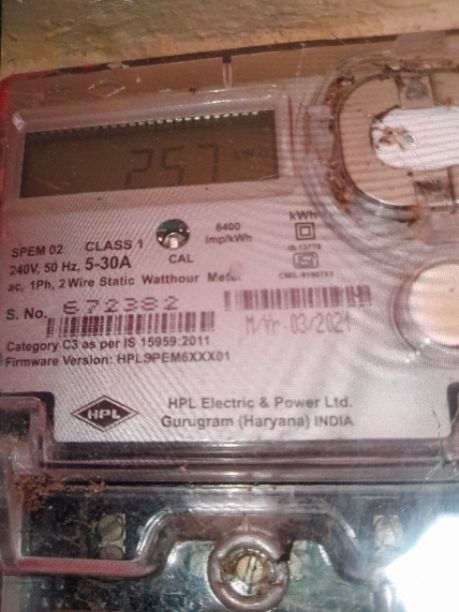 257
kWh
6400
imp/kWh
SPEM 02 CLASS 1
CAL
240V, 50 Hz, 5-30A
ac, 1Ph, 2 Wire Static Watthour Meter
S. No. 672382
M/Yr-03/2021
Category C3 as per IS 15959:2011
Firmware Version: HPLSPEM6XXX01
HPL
HPL Electric & Power Ltd.
Gurugram (Haryana) INDIA